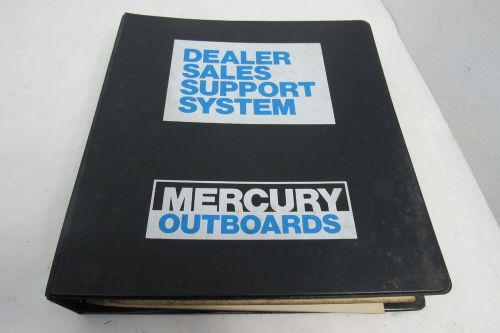 DEALER
SALES
SUPPORT
SYSTEM
MERCURY
OUTBOARDS